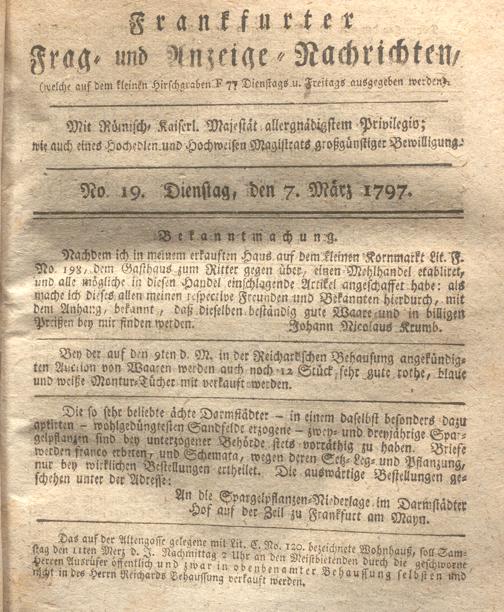 Frankfurter
Frag- und Anzeige-Nachrichten,
(welche auf dem kleinen Hirschgraben F 77 Dienstags u. Freitags ausgegeben werden).
Mit Römisch-Kaiserl. Majestät allergnädigstem Privilegio;
wie auch eines Hochedlen und Hochweisen Magistrats großgünstiger Bewilligung.
No. 19. Dienstag, den 7. März 1797.
Bekanntmachung.
Nachdem ich in meinem erkauften Haus auf dem kleinen Kornmarkt Lit. F.
No. 198, dem Gasthaus zum Ritter gegen über, einen Mehlhandel etablirt,
und alle mögliche in diesen Handel einschlagende Artikel angeschaffet habe: als
mache ich dieses allen meinen respective Freunden und Bekannten hierdurch, mit
dem Anhang, bekannt, daß dieselben beständig gute Waare und in billigen
Preißen bey mir finden werden. Johann Nicolaus Krumb.
Bey der auf den 9ten d. M. in der Reichardischen Behausung angekündig-
ten Auction von Waaren werden auch noch 12 Stück sehr gute rothe, blaue
und weiße Montur-Tücher mit verkauft werden.
Die so sehr beliebte ächte Darmstädter – in einem daselbst besonders dazu
aptirten – wohlgedüngtesten Sandfeld erzogene – zwey- und dreyjährige Spar-
gelpflanzen sind bey unterzogener Behörde stets vorräthig zu haben. Briefe
werden franco erbeten, und Schemata, wegen deren Setz-Leg- und Pflanzung,
nur bey wirklichen Bestellungen ertheilet. Die auswärtige Bestellungen ge-
schehen unter der Adresse:
An die Spargelpflanzen-Niederlage im Darmstädter
Hof auf der Zeil zu Frankfurt am Mayn.
Das auf der Altengasse gelegene mit Lit. C. No. 120. bezeichnete Wohnhauß, soll Sam-
stag den 11ten Merz d. J. Nachmittag 2 Uhr an den Meistbietenden durch die geschworne
Herren Ausrüfer öffentlich und zwar in obenbenamter Behausung selbsten und
nicht in des Herrn Reichards Behaussung verkauft werden.